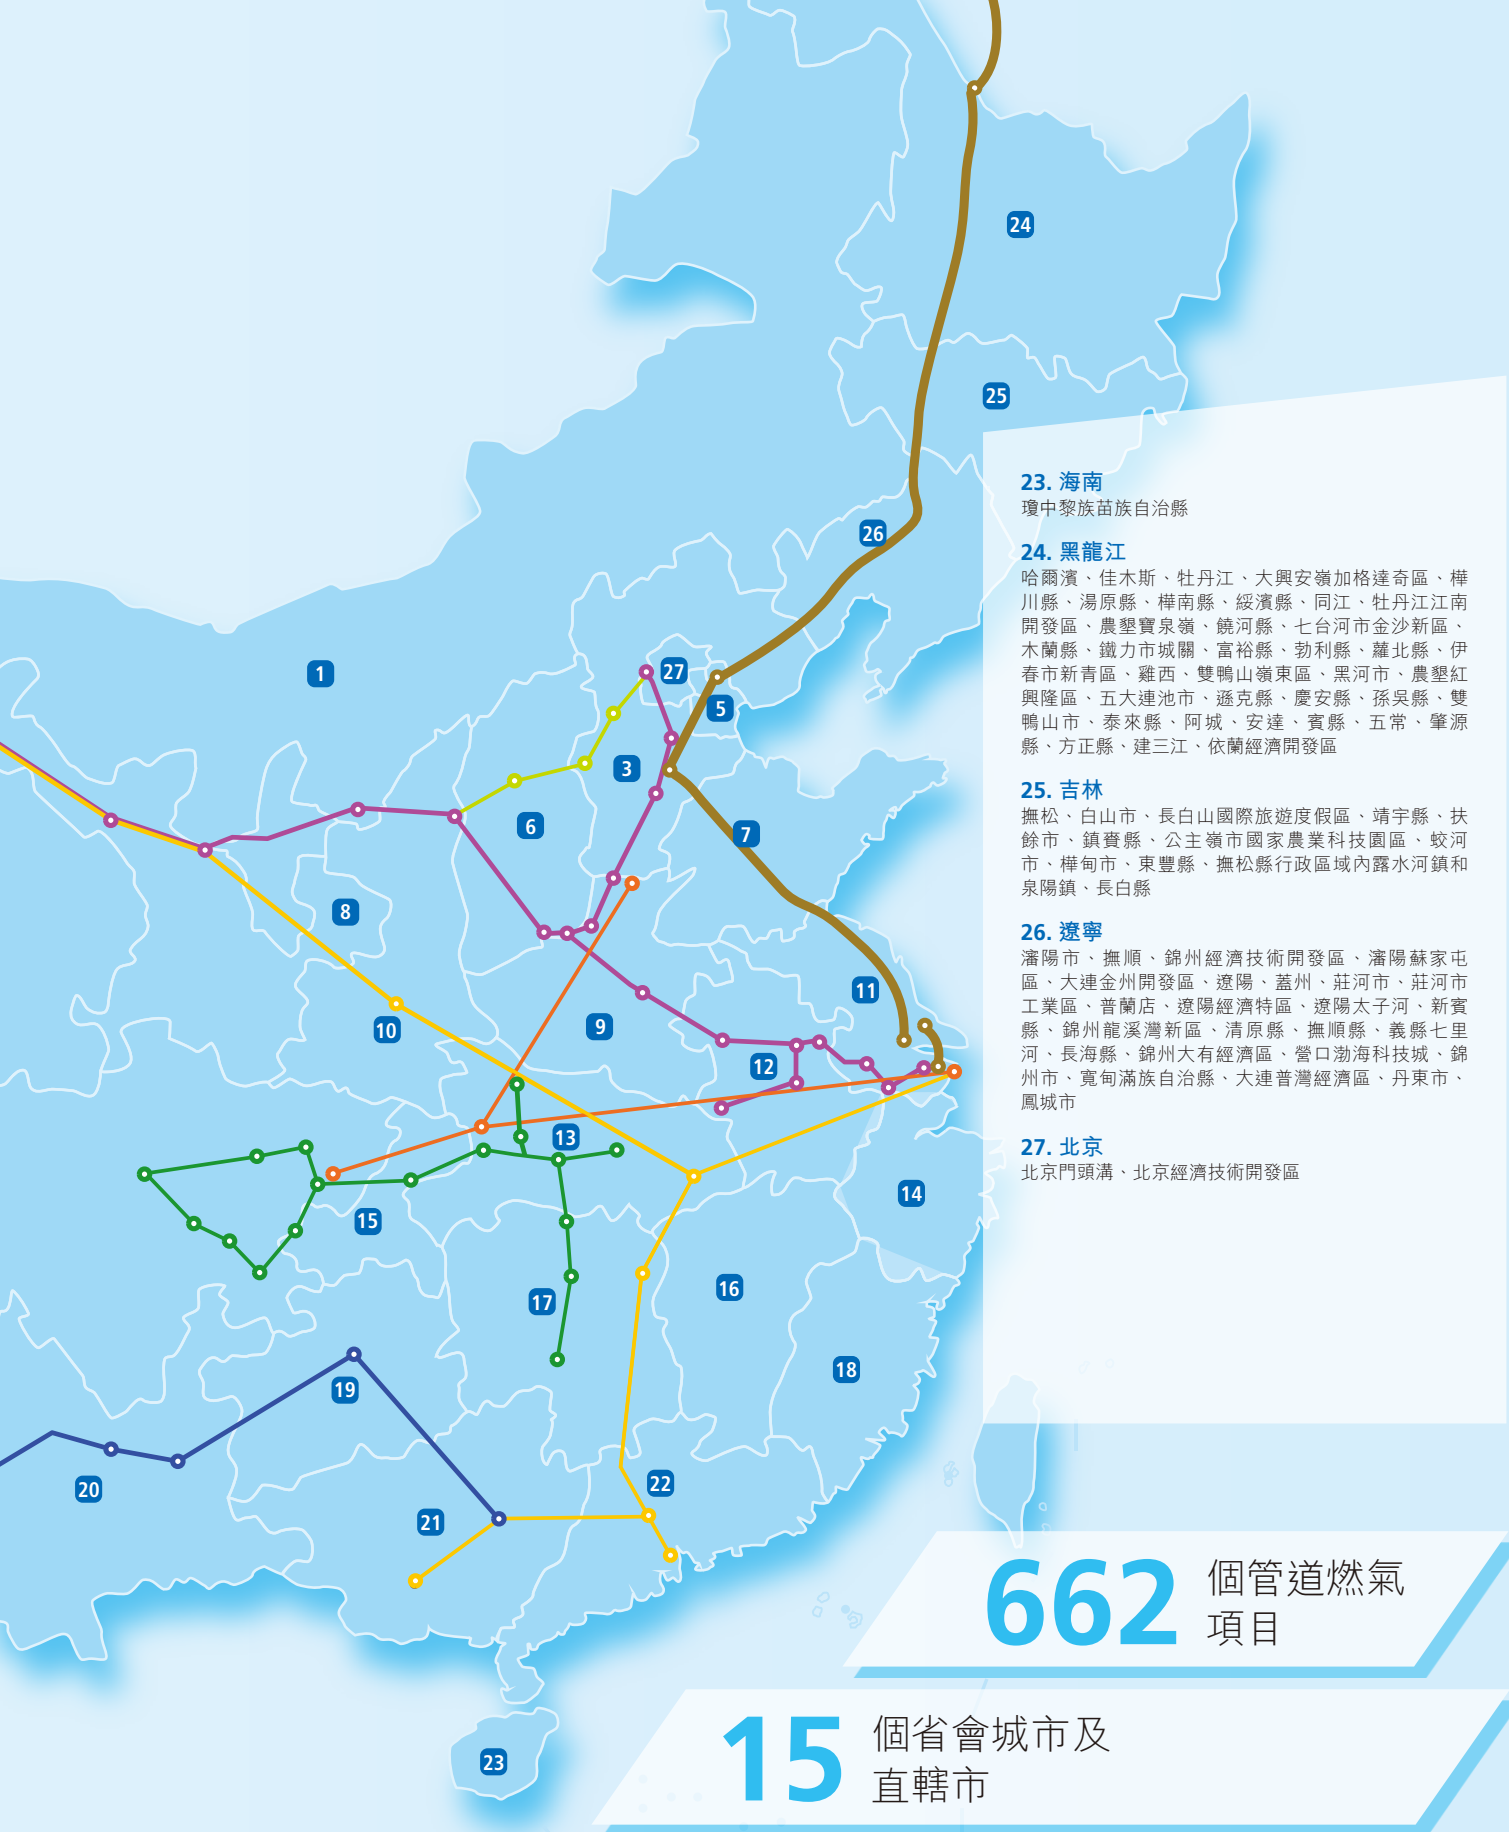 24
25
26
1
27
5
3
6
7
8
11
9
10
12
13
14
15
16
17
18
19
20
22
21
23
23. 海南
瓊中黎族苗族自治縣
24. 黑龍江
哈爾濱、佳木斯、牡丹江、大興安嶺加格達奇區、樺
川縣、湯原縣、樺南縣、綏濱縣、同江、牡丹江江南
開發區、農墾寶泉嶺、饒河縣、七台河市金沙新區、
木蘭縣、鐵力市城關、富裕縣、勃利縣、蘿北縣、伊
春市新青區、雞西、雙鴨山嶺東區、黑河市、農墾紅
興隆區、五大連池市、遜克縣、慶安縣、孫吳縣、雙
鴨山市、泰來縣、阿城、安達、賓縣、五常、肇源
縣、方正縣、建三江、依蘭經濟開發區
25. 吉林
撫松、白山市、長白山國際旅遊度假區、靖宇縣、扶
餘市、鎮賚縣、公主嶺市國家農業科技園區、蛟河
市、樺甸市、東豐縣、撫松縣行政區域內露水河鎮和
泉陽鎮、長白縣
26. 遼寧
瀋陽市、撫順、錦州經濟技術開發區、瀋陽蘇家屯
區、大連金州開發區、遼陽、蓋州、莊河市、莊河市
工業區、普蘭店、遼陽經濟特區、遼陽太子河、新賓
縣、錦州龍溪灣新區、清原縣、撫順縣、義縣七里
河、長海縣、錦州大有經濟區、營口渤海科技城、錦
州市、寬甸滿族自治縣、大連普灣經濟區、丹東市、
鳳城市
27. 北京
北京門頭溝、北京經濟技術開發區
662 個管道燃氣
項目
15 個省會城市及
直轄市